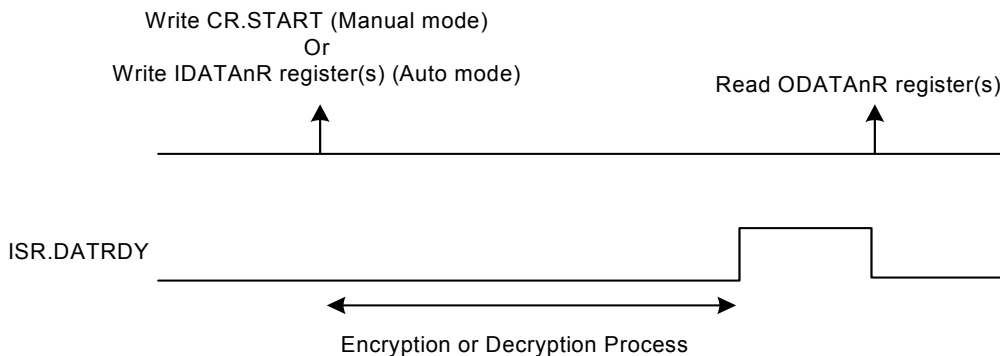 Write CR.START (Manual mode)
Or
Write IDATAnR register(s) (Auto mode)
Read ODATAnR register(s)
ISR.DATRDY
Encryption or Decryption Process